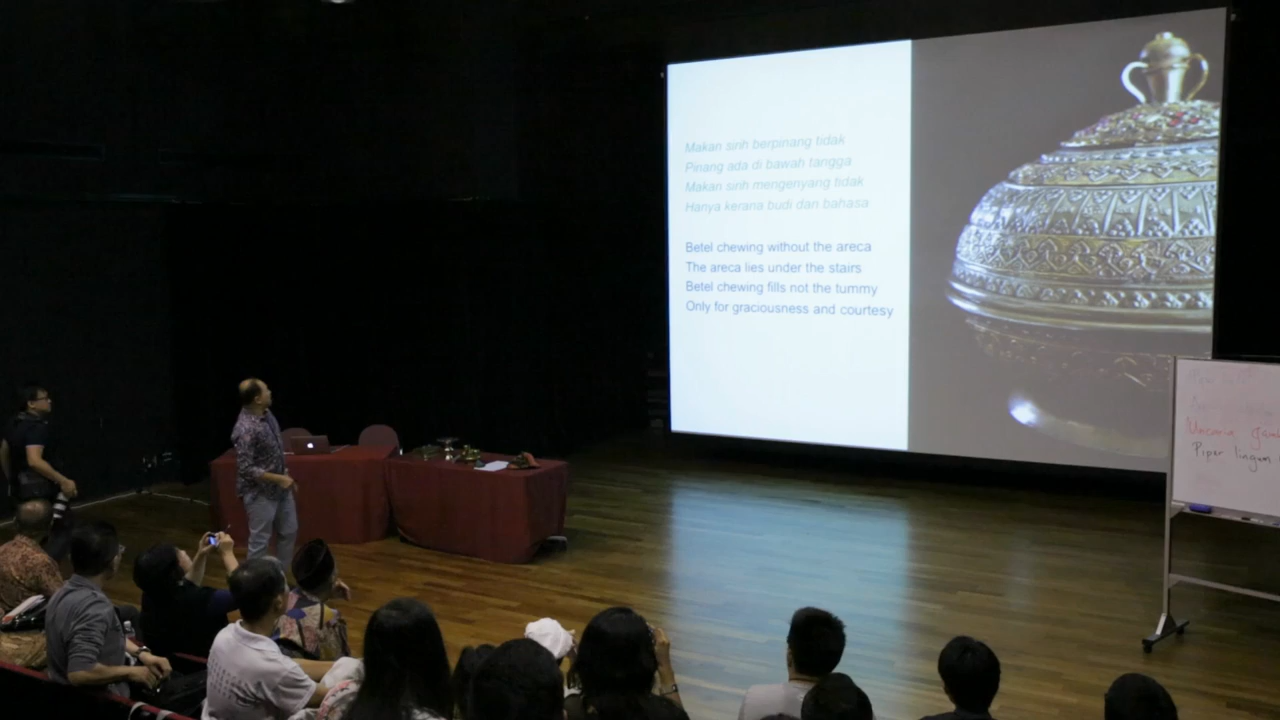 Makan sirih berpinang tidak
Pinang ada di bawah tangga
Makan sirih mengenyang tidak
Hanya kerana budi dan bahasa
Betel chewing without the areca
The areca lies under the stairs
Betel chewing fills not the tummy
Only for graciousness and courtesy
Piper